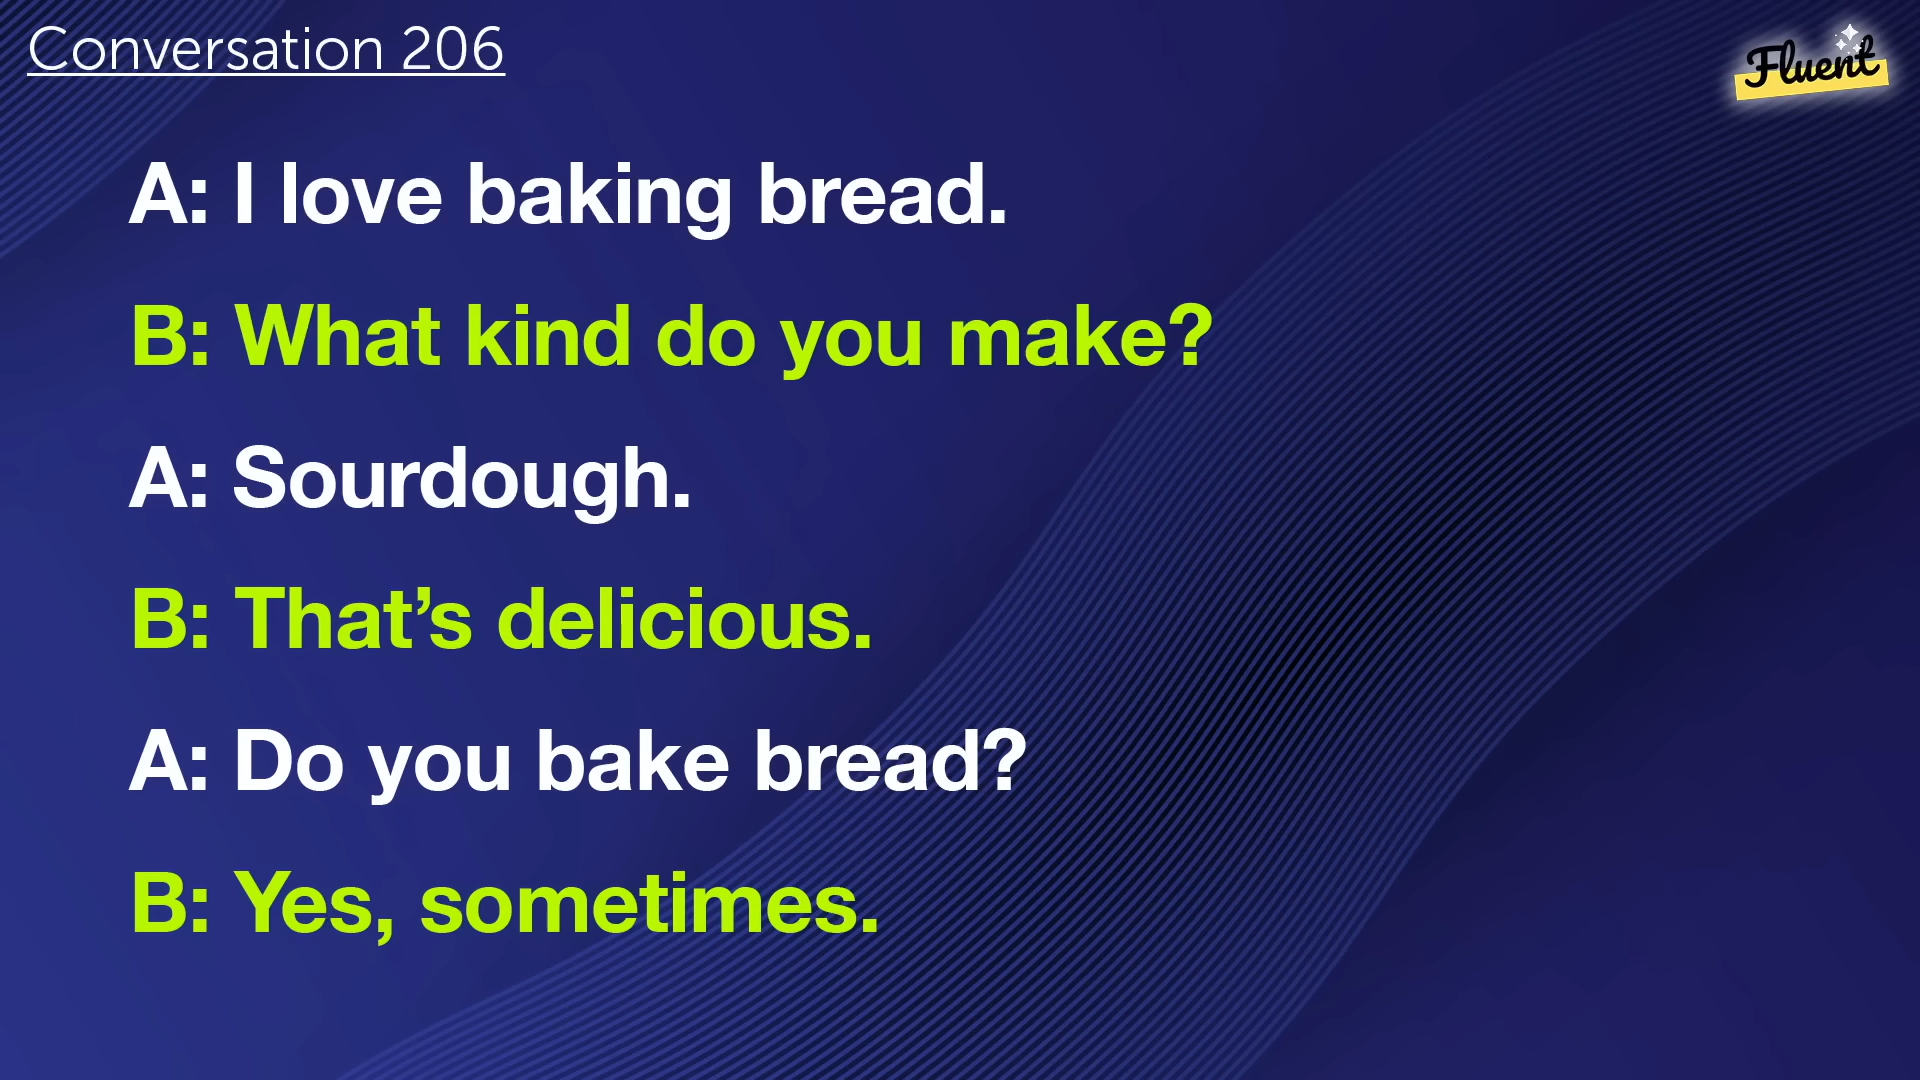 Conversation 206
Fluent
A: I love baking bread.
B: What kind do you make?
A: Sourdough.
B: That’s delicious.
A: Do you bake bread?
B: Yes, sometimes.